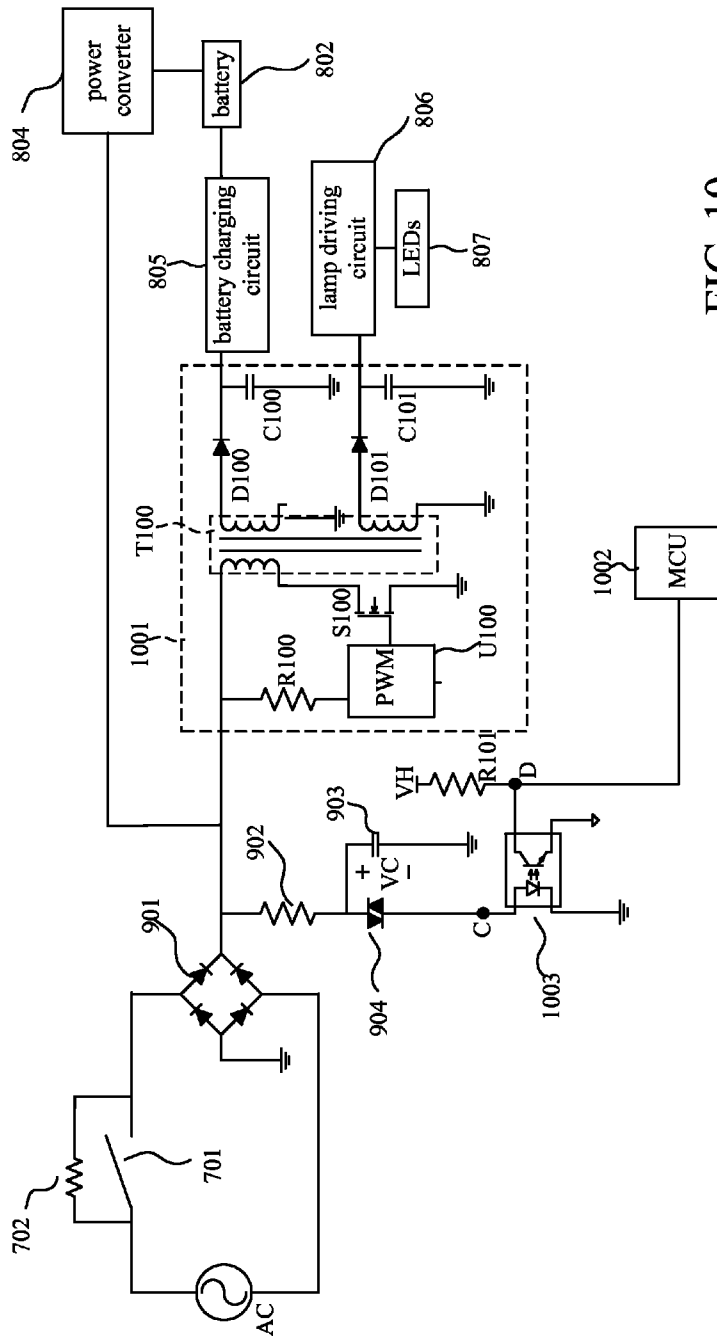 804
power
converter
702
701
AC
901
1001
T100
805
battery charging
circuit
battery
802
D100
C100
R100
S100
PWM
U100
D101
C101
lamp driving
circuit
806
LEDs
807
902
903
+
VC
−
904
VH
R101
C
D
1003
1002
MCU
FIG. 10